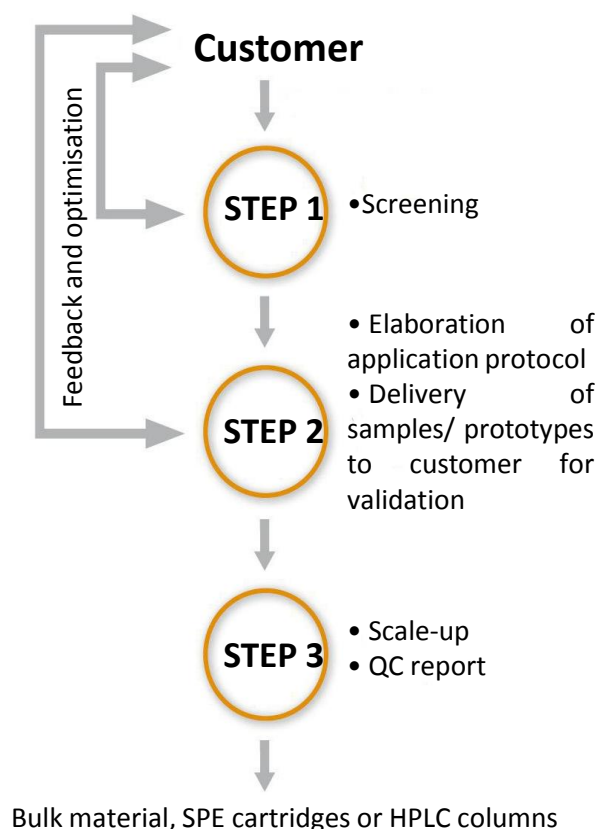 Customer
Feedback and optimisation
STEP 1
•Screening
• Elaboration of
application protocol
• Delivery of
samples/ prototypes
to customer for
validation
STEP 2
STEP 3
• Scale-up
• QC report
Bulk material, SPE cartridges or HPLC columns